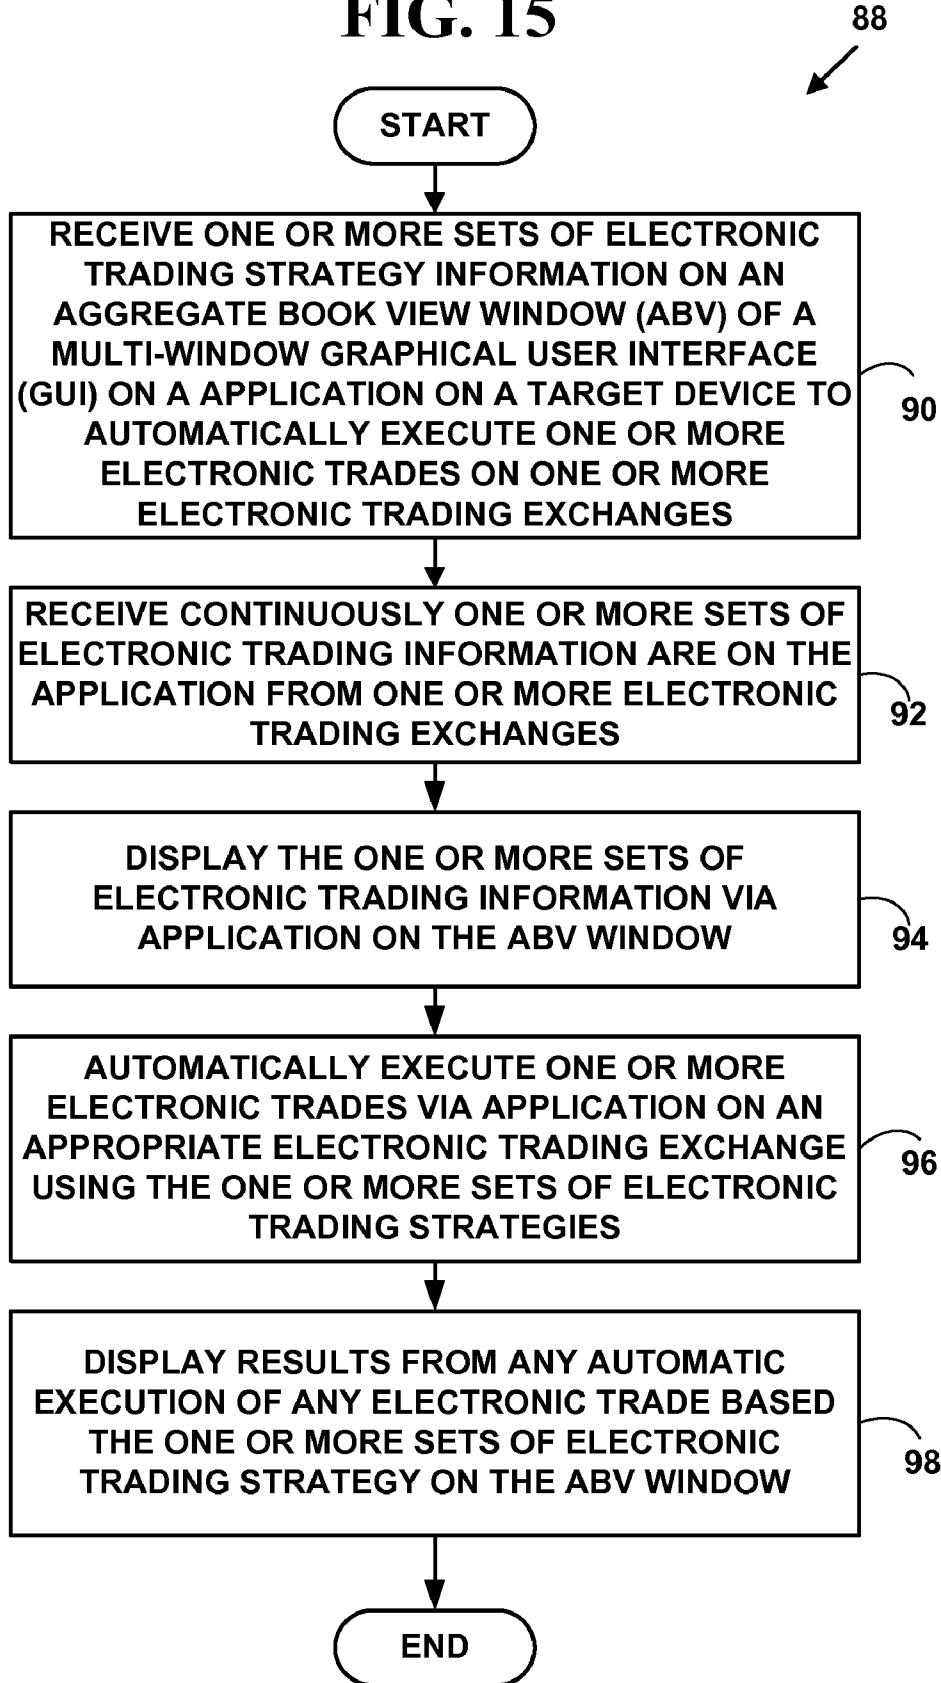 FIG. 15
88
START
RECEIVE ONE OR MORE SETS OF ELECTRONIC
TRADING STRATEGY INFORMATION ON AN
AGGREGATE BOOK VIEW WINDOW (ABV) OF A
MULTI-WINDOW GRAPHICAL USER INTERFACE
(GUI) ON A APPLICATION ON A TARGET DEVICE TO
AUTOMATICALLY EXECUTE ONE OR MORE
ELECTRONIC TRADES ON ONE OR MORE
ELECTRONIC TRADING EXCHANGES
90
RECEIVE CONTINUOUSLY ONE OR MORE SETS OF
ELECTRONIC TRADING INFORMATION ARE ON THE
APPLICATION FROM ONE OR MORE ELECTRONIC
TRADING EXCHANGES
92
DISPLAY THE ONE OR MORE SETS OF
ELECTRONIC TRADING INFORMATION VIA
APPLICATION ON THE ABV WINDOW
94
AUTOMATICALLY EXECUTE ONE OR MORE
ELECTRONIC TRADES VIA APPLICATION ON AN
APPROPRIATE ELECTRONIC TRADING EXCHANGE
USING THE ONE OR MORE SETS OF ELECTRONIC
TRADING STRATEGIES
96
DISPLAY RESULTS FROM ANY AUTOMATIC
EXECUTION OF ANY ELECTRONIC TRADE BASED
THE ONE OR MORE SETS OF ELECTRONIC
TRADING STRATEGY ON THE ABV WINDOW
98
END